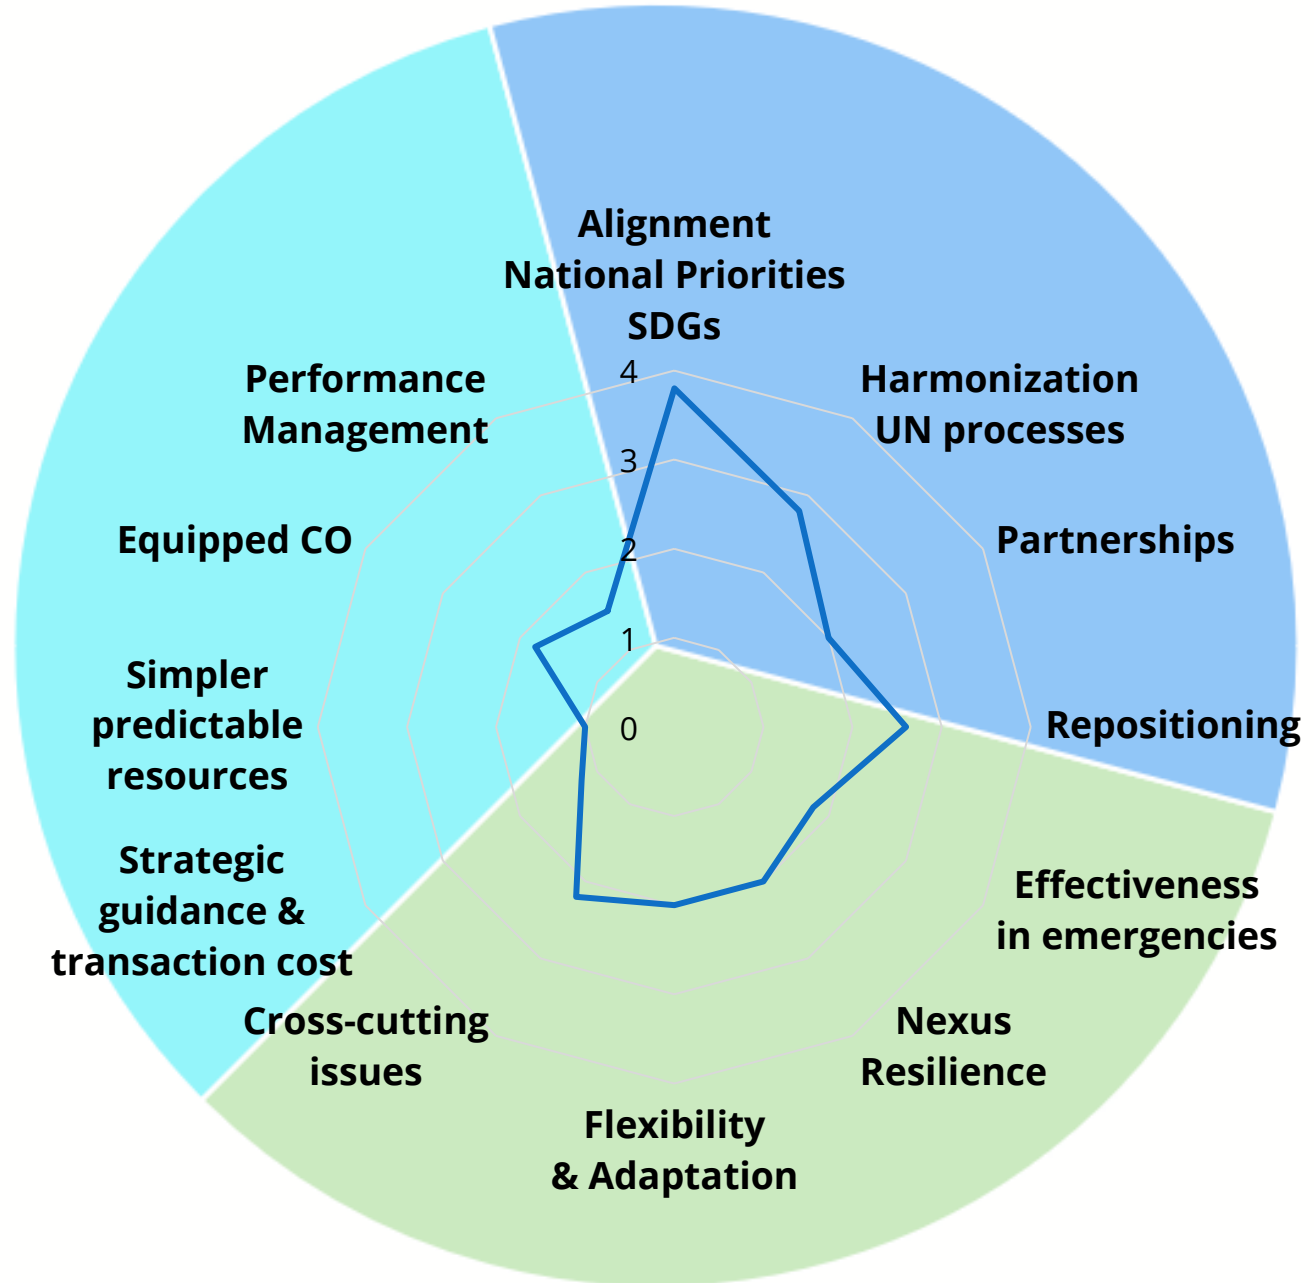 Alignment
National Priorities
SDGs
4
Performance
Management
Harmonization
UN processes
3
Equipped CO
2
Partnerships
1
Simpler
predictable
resources
0
Repositioning
Strategic
guidance &
transaction cost
Effectiveness
in emergencies
Cross-cutting
issues
Nexus
Resilience
Flexibility
& Adaptation